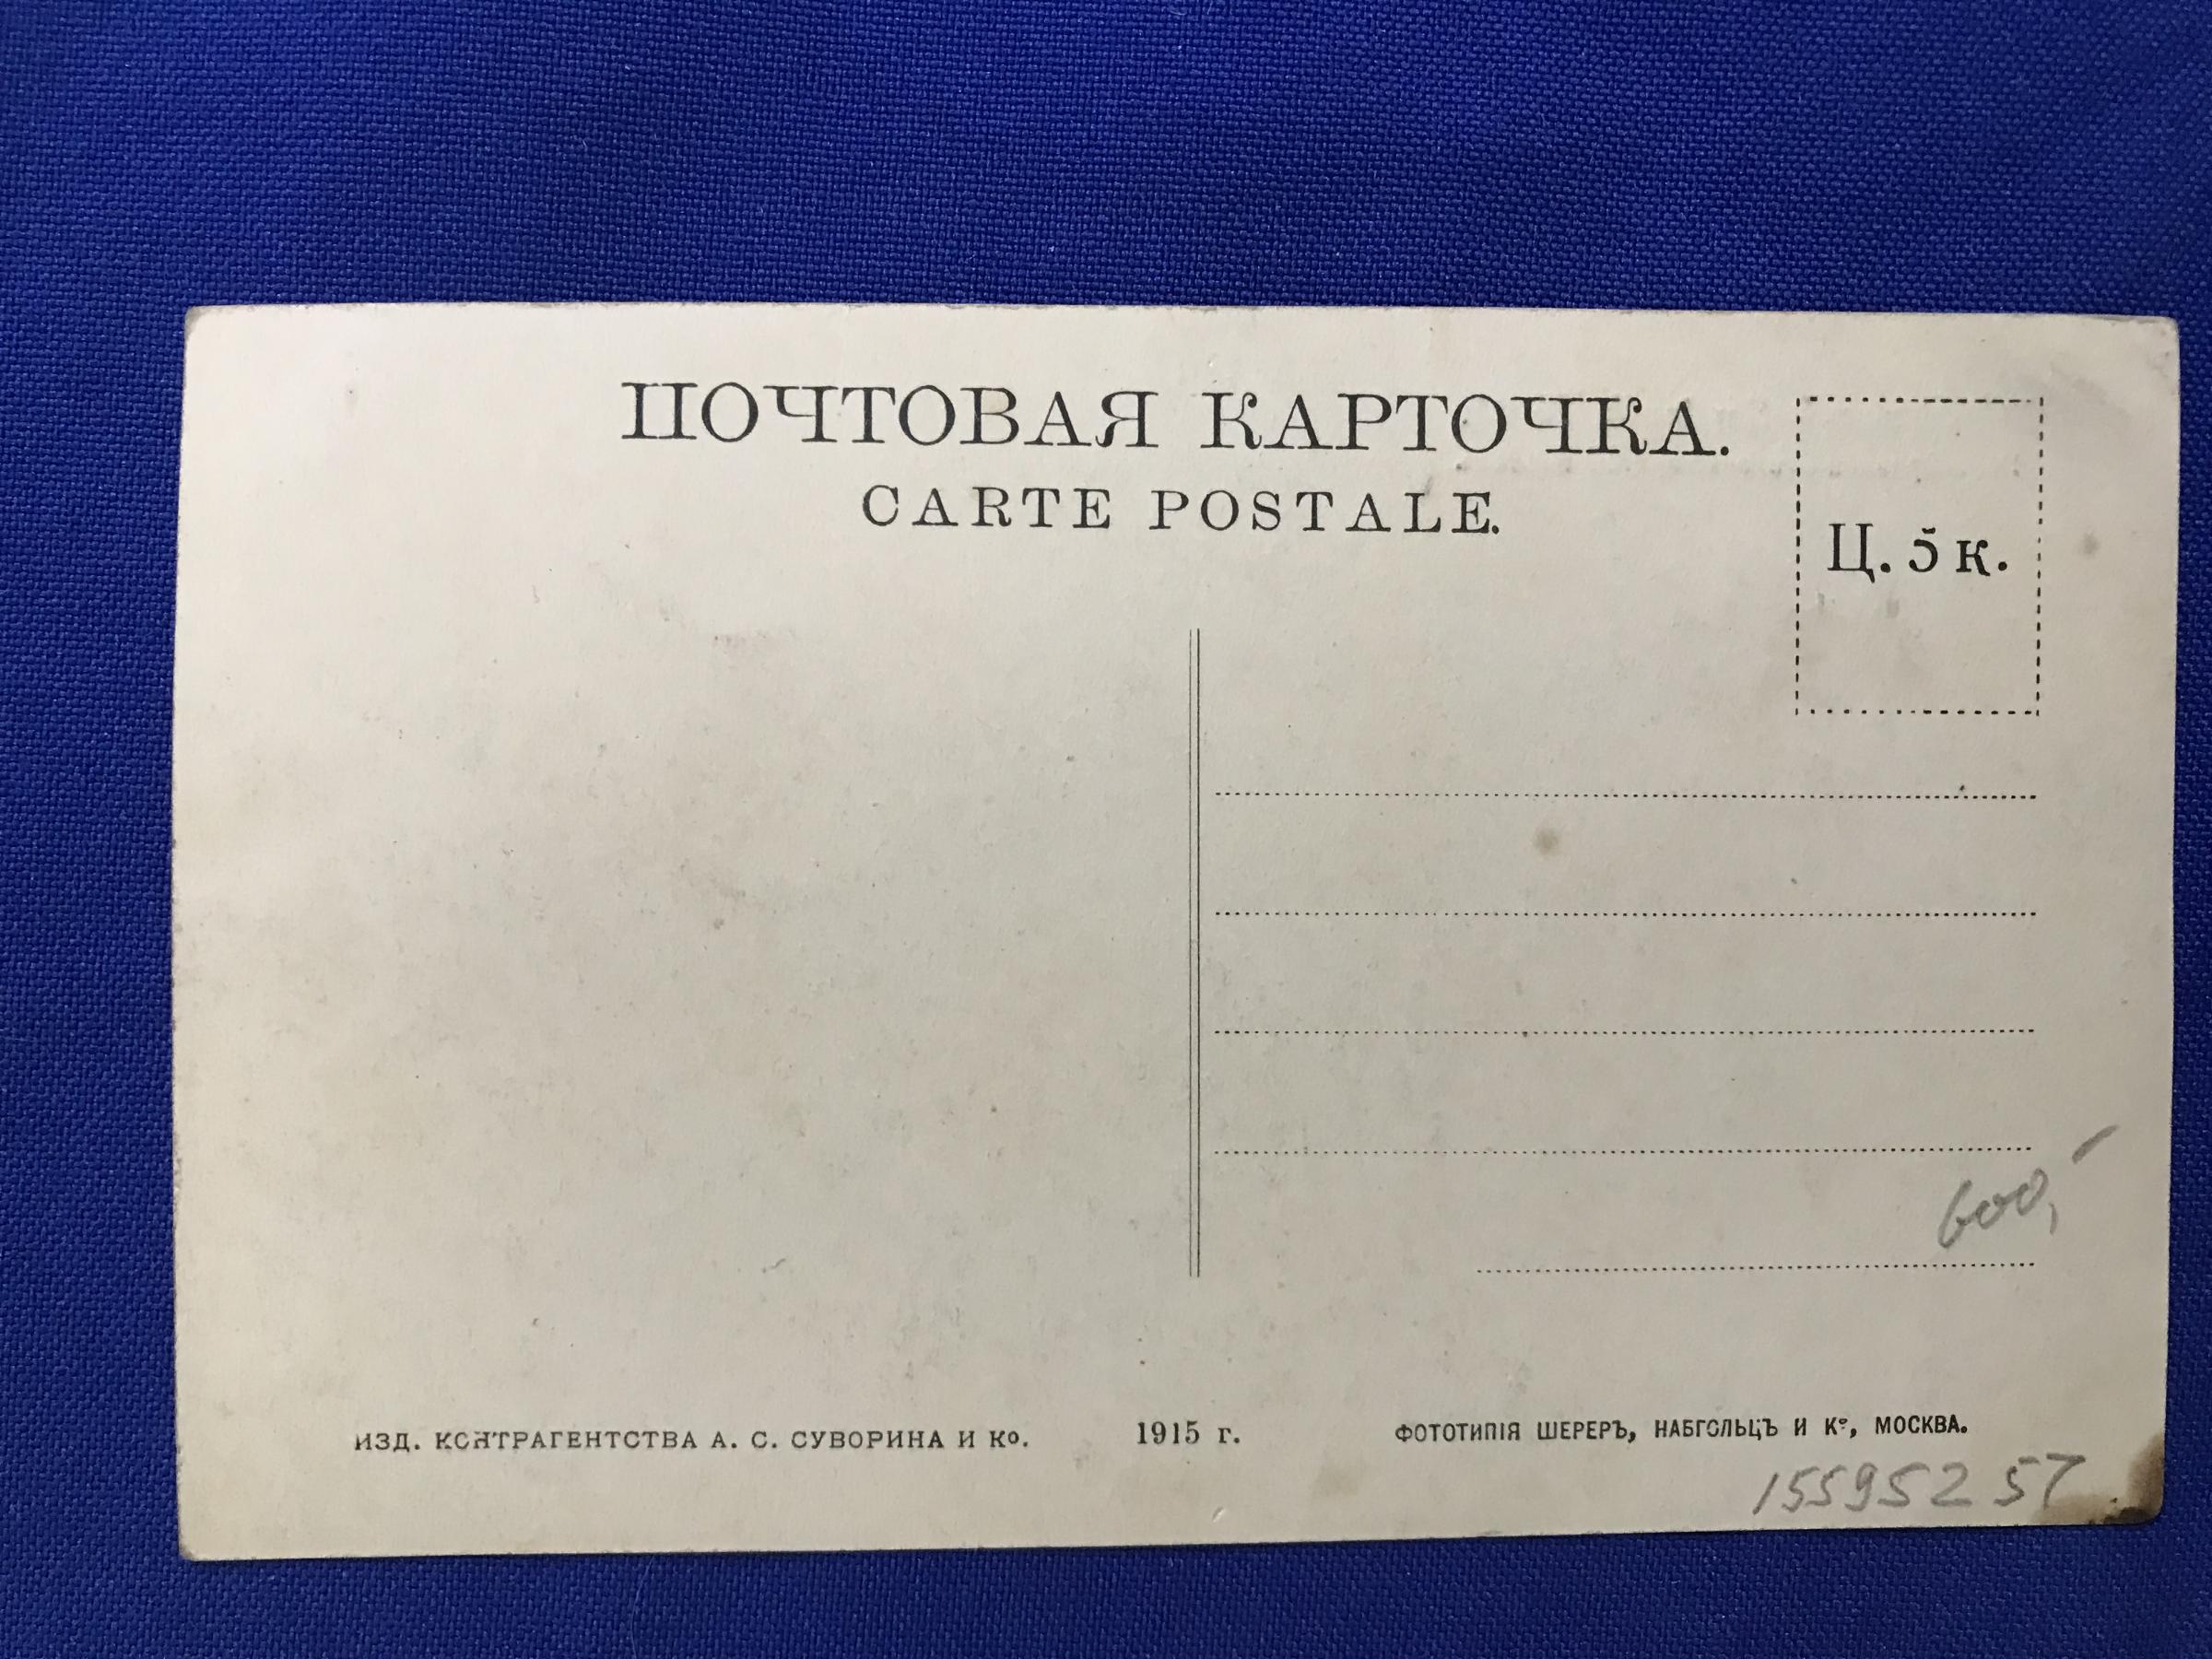 ПОЧТОВАЯ КАРТОЧКА.
CARTE POSTALE.
Ц. 5 к.
600,-
ИЗД. КОНТРАГЕНТСТВА А. С. СУВОРИНА И Ко.
1915 г.
ФОТОТИПІЯ ШЕРЕРЪ, НАБГОЛЬЦЪ И Ко, МОСКВА.
15595257